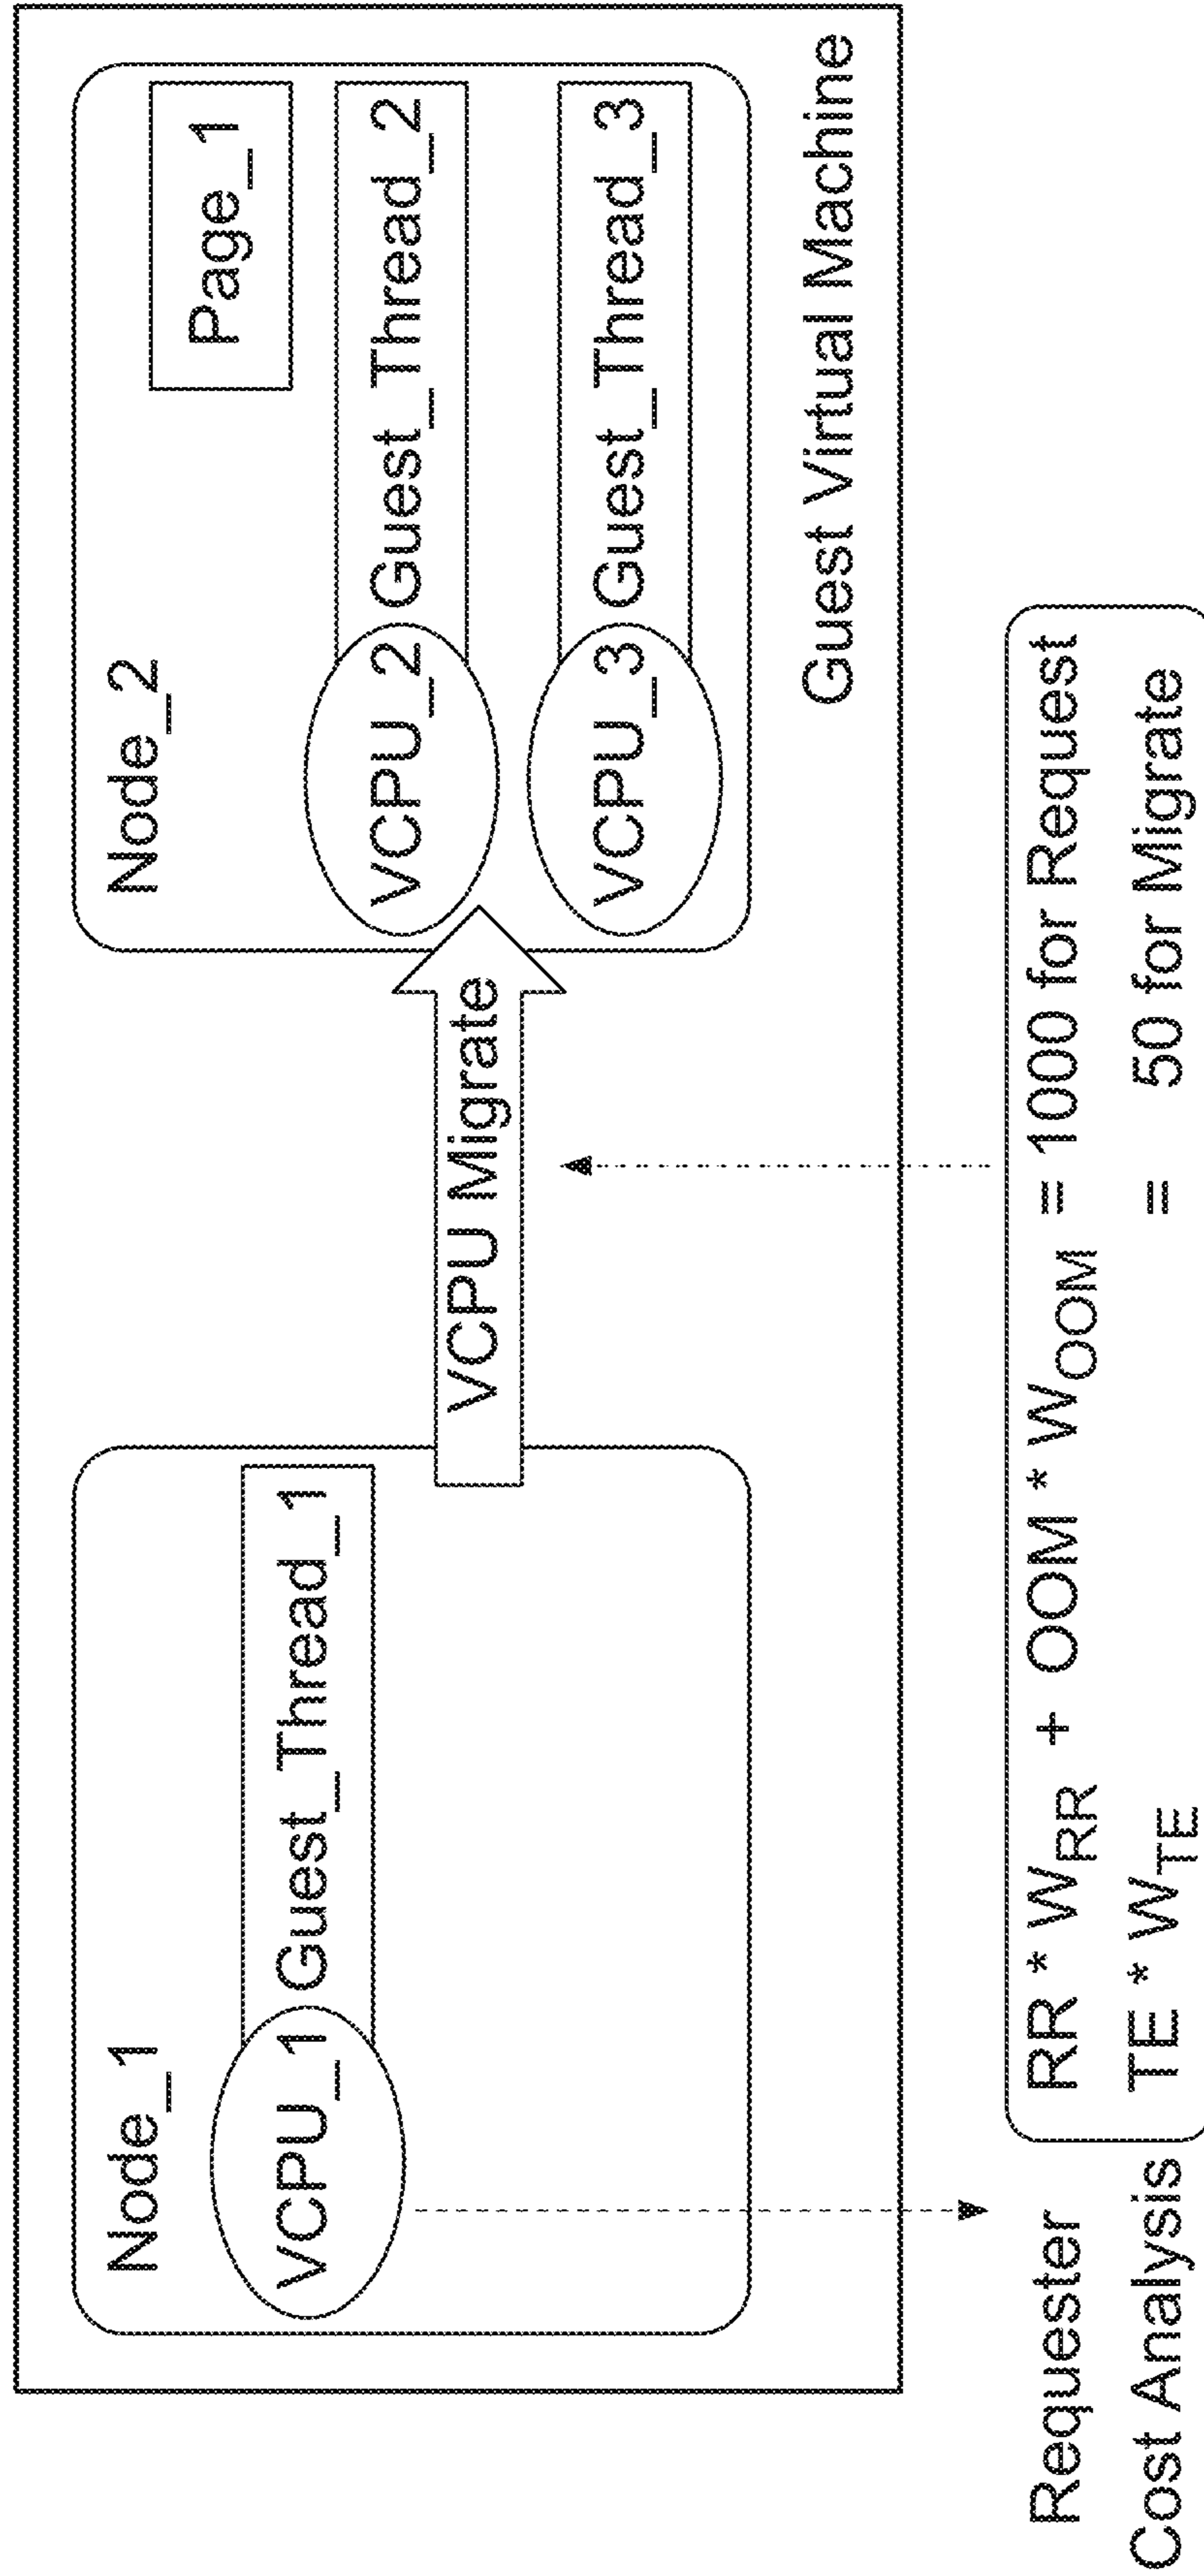 Node_1
VCPU_1 Guest_Thread_1
VCPU Migrate
Node_2
Page_1
VCPU_2 Guest_Thread_2
VCPU_3 Guest_Thread_3
Guest Virtual Machine
Requester
Cost Analysis
RR * W_RR + OOM * W_OOM = 1000 for Request
TE * W_TE = 50 for Migrate